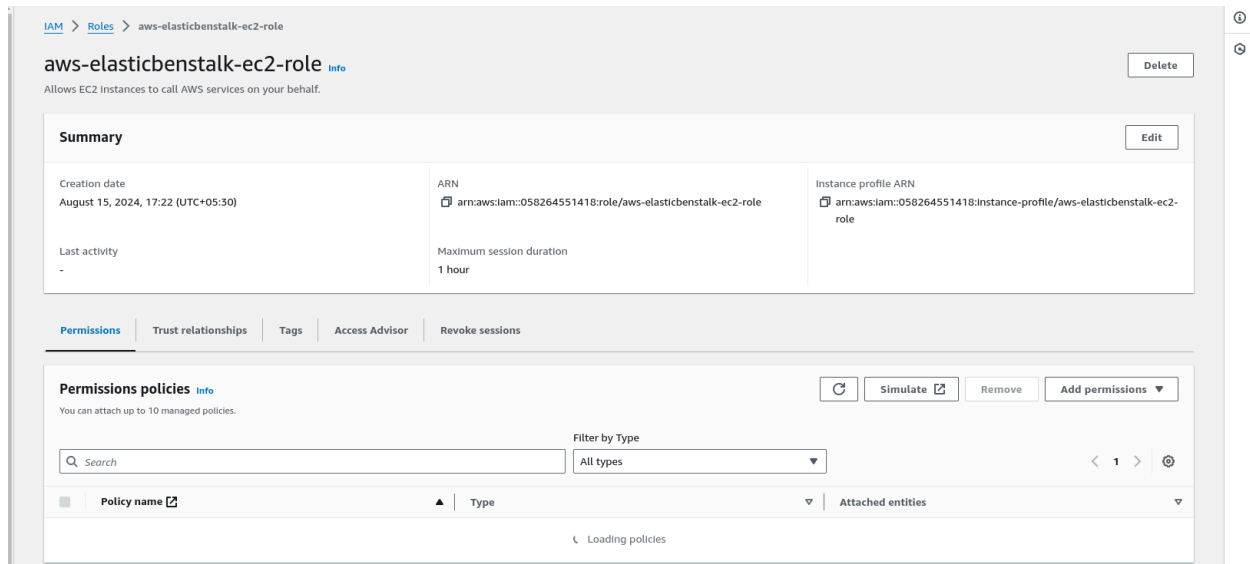 IAM > Roles > aws-elasticbenstalk-ec2-role
aws-elasticbenstalk-ec2-role Info
Delete
Allows EC2 instances to call AWS services on your behalf.
Summary
Edit
Creation date
August 15, 2024, 17:22 (UTC+05:30)
ARN
arn:aws:iam::058264551418:role/aws-elasticbenstalk-ec2-role
Instance profile ARN
arn:aws:iam::058264551418:instance-profile/aws-elasticbenstalk-ec2-
role
Last activity
-
Maximum session duration
1 hour
Permissions Trust relationships Tags Access Advisor Revoke sessions
Permissions policies Info
Simulate Remove Add permissions
You can attach up to 10 managed policies.
Filter by Type
Search All types 1
Policy name Type Attached entities
Loading policies